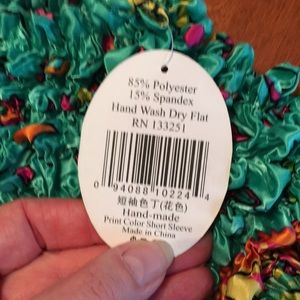 85% Polyester
15% Spandex
Hand Wash Dry Flat
RN 133251
0 94088 10224 4
短袖色丁(花色)
Hand-made
Print Color Short Sleeve
Made in China